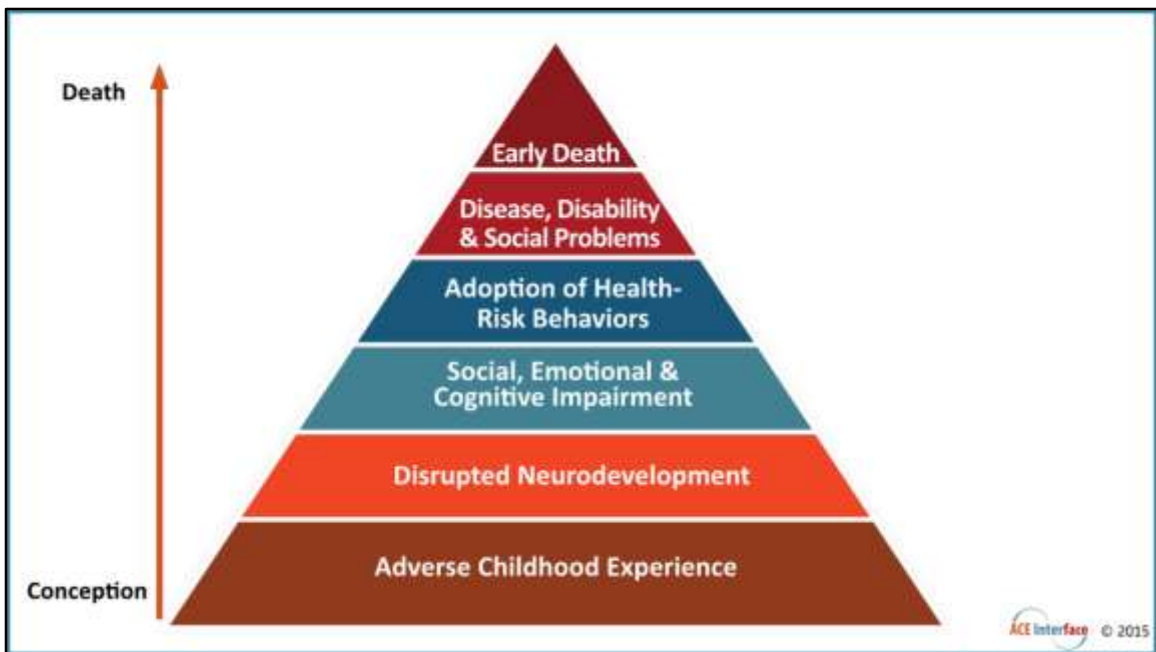 Death
Early Death
Disease, Disability
& Social Problems
Adoption of Health-
Risk Behaviors
Social, Emotional &
Cognitive Impairment
Disrupted Neurodevelopment
Adverse Childhood Experience
Conception
ACE Interface © 2015